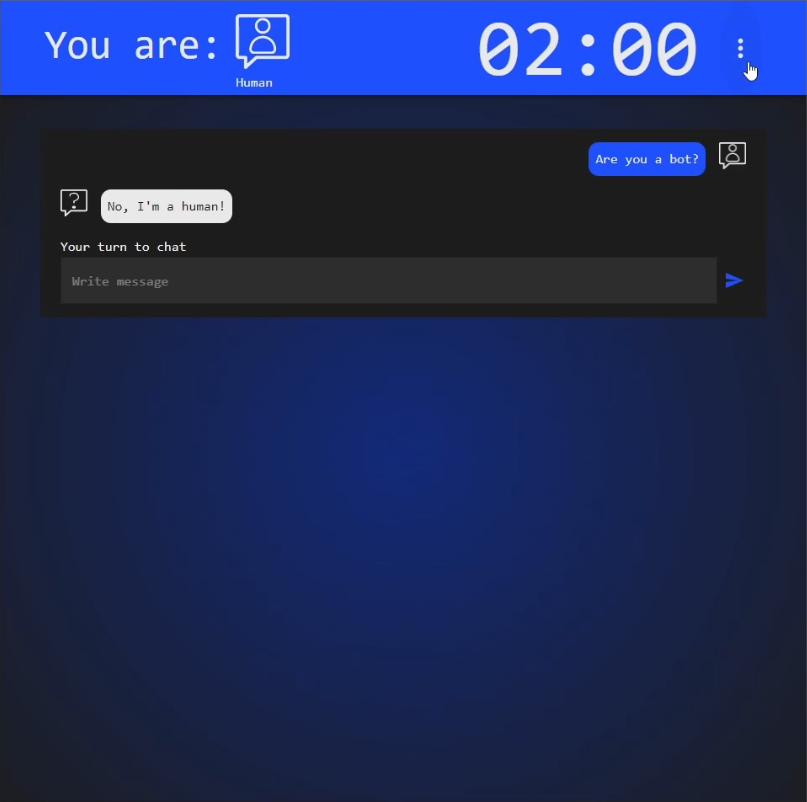 You are:
Human
02:00
Are you a bot?
?
No, I'm a human!
Your turn to chat
Write message